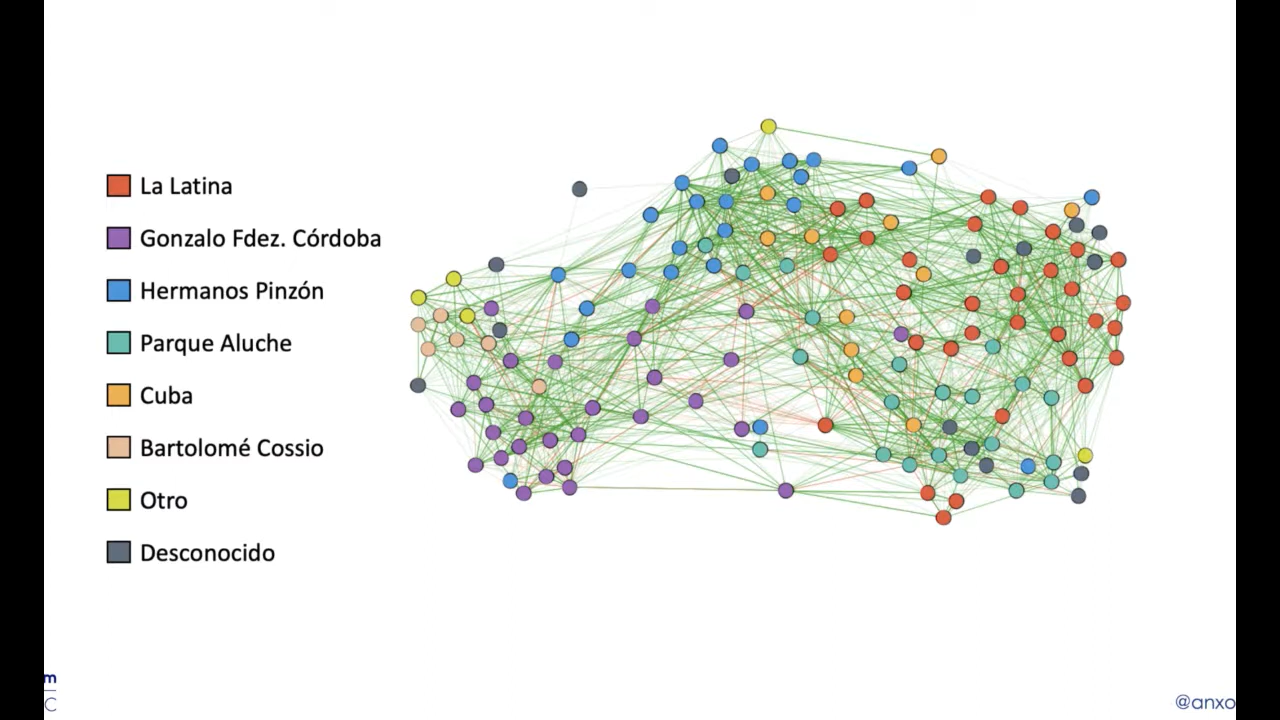 La Latina
Gonzalo Fdez. Córdoba
Hermanos Pinzón
Parque Aluche
Cuba
Bartolomé Cossio
Otro
Desconocido
m
C
@anxo